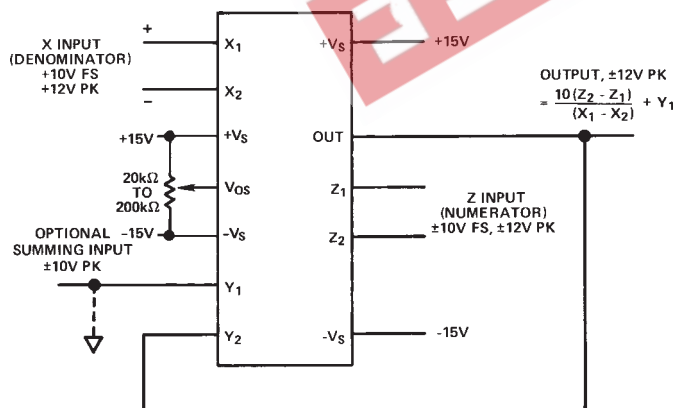 X INPUT
(DENOMINATOR)
+10V FS
+12V PK
+
−
X1
X2
+15V
+VS
20kΩ
TO
200kΩ
VOS
-15V
-VS
OPTIONAL
SUMMING INPUT
±10V PK
Y1
Y2
+VS
+15V
OUT
Z1
Z2
-VS
-15V
OUTPUT, ±12V PK
= 10(Z2 - Z1) / (X1 - X2) + Y1
Z INPUT
(NUMERATOR)
±10V FS, ±12V PK